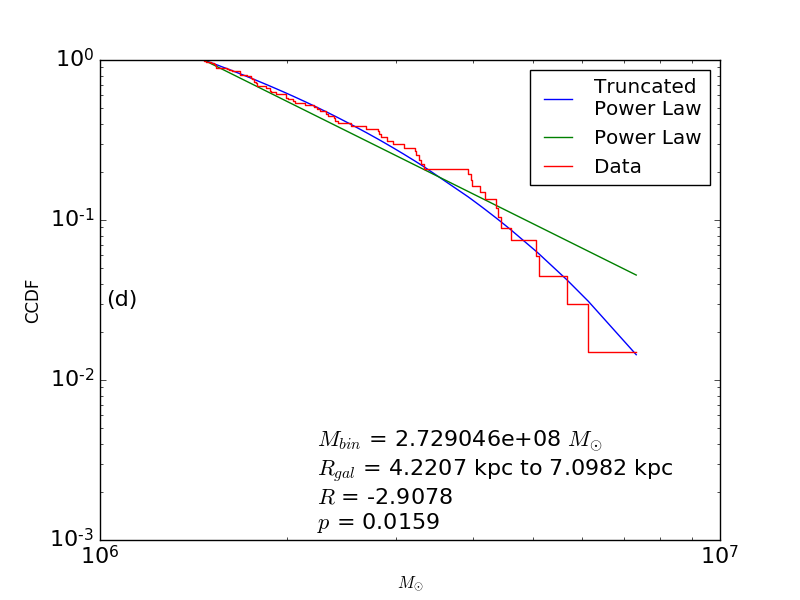 10^0
Truncated
Power Law
Power Law
Data
10^-1
CCDF
(d)
10^-2
M_bin = 2.729046e+08 M_⊙
R_gal = 4.2207 kpc to 7.0982 kpc
R = -2.9078
p = 0.0159
10^-3
10^6
10^7
M_⊙